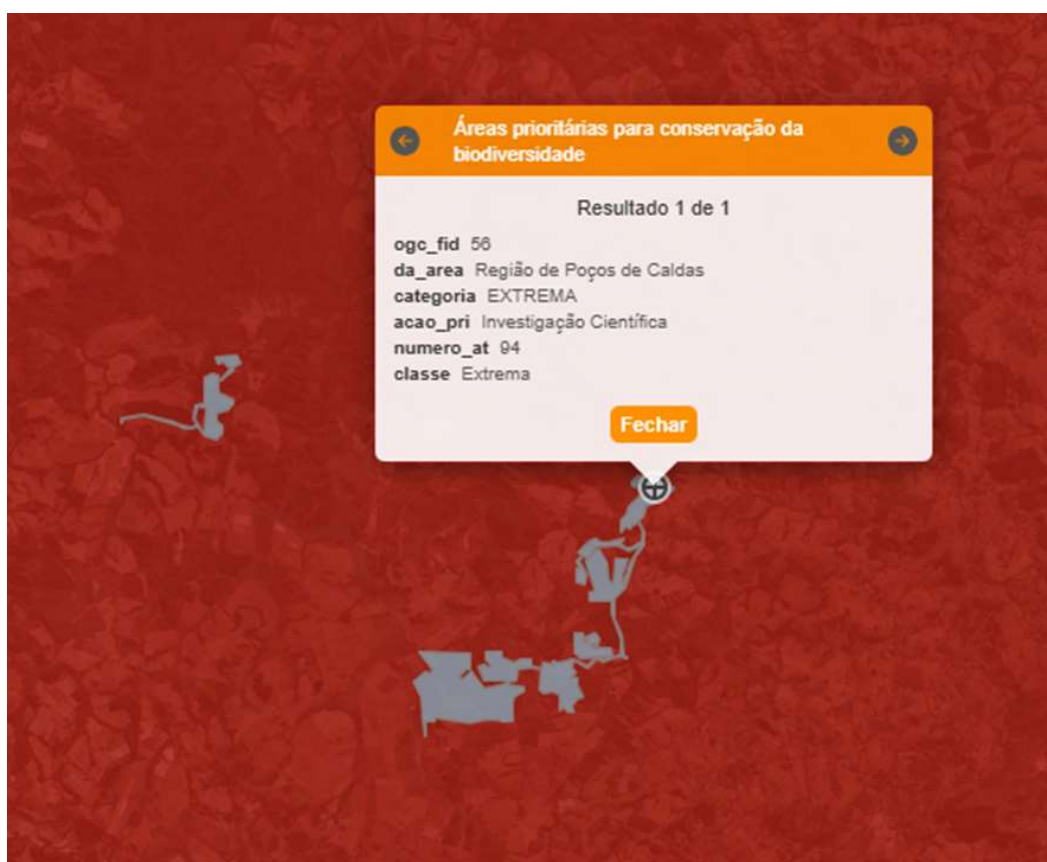 Áreas prioritárias para conservação da
biodiversidade
Resultado 1 de 1
ogc_fid 56
da_area Região de Poços de Caldas
categoria EXTREMA
acao_pri Investigação Científica
numero_at 94
classe Extrema
Fechar